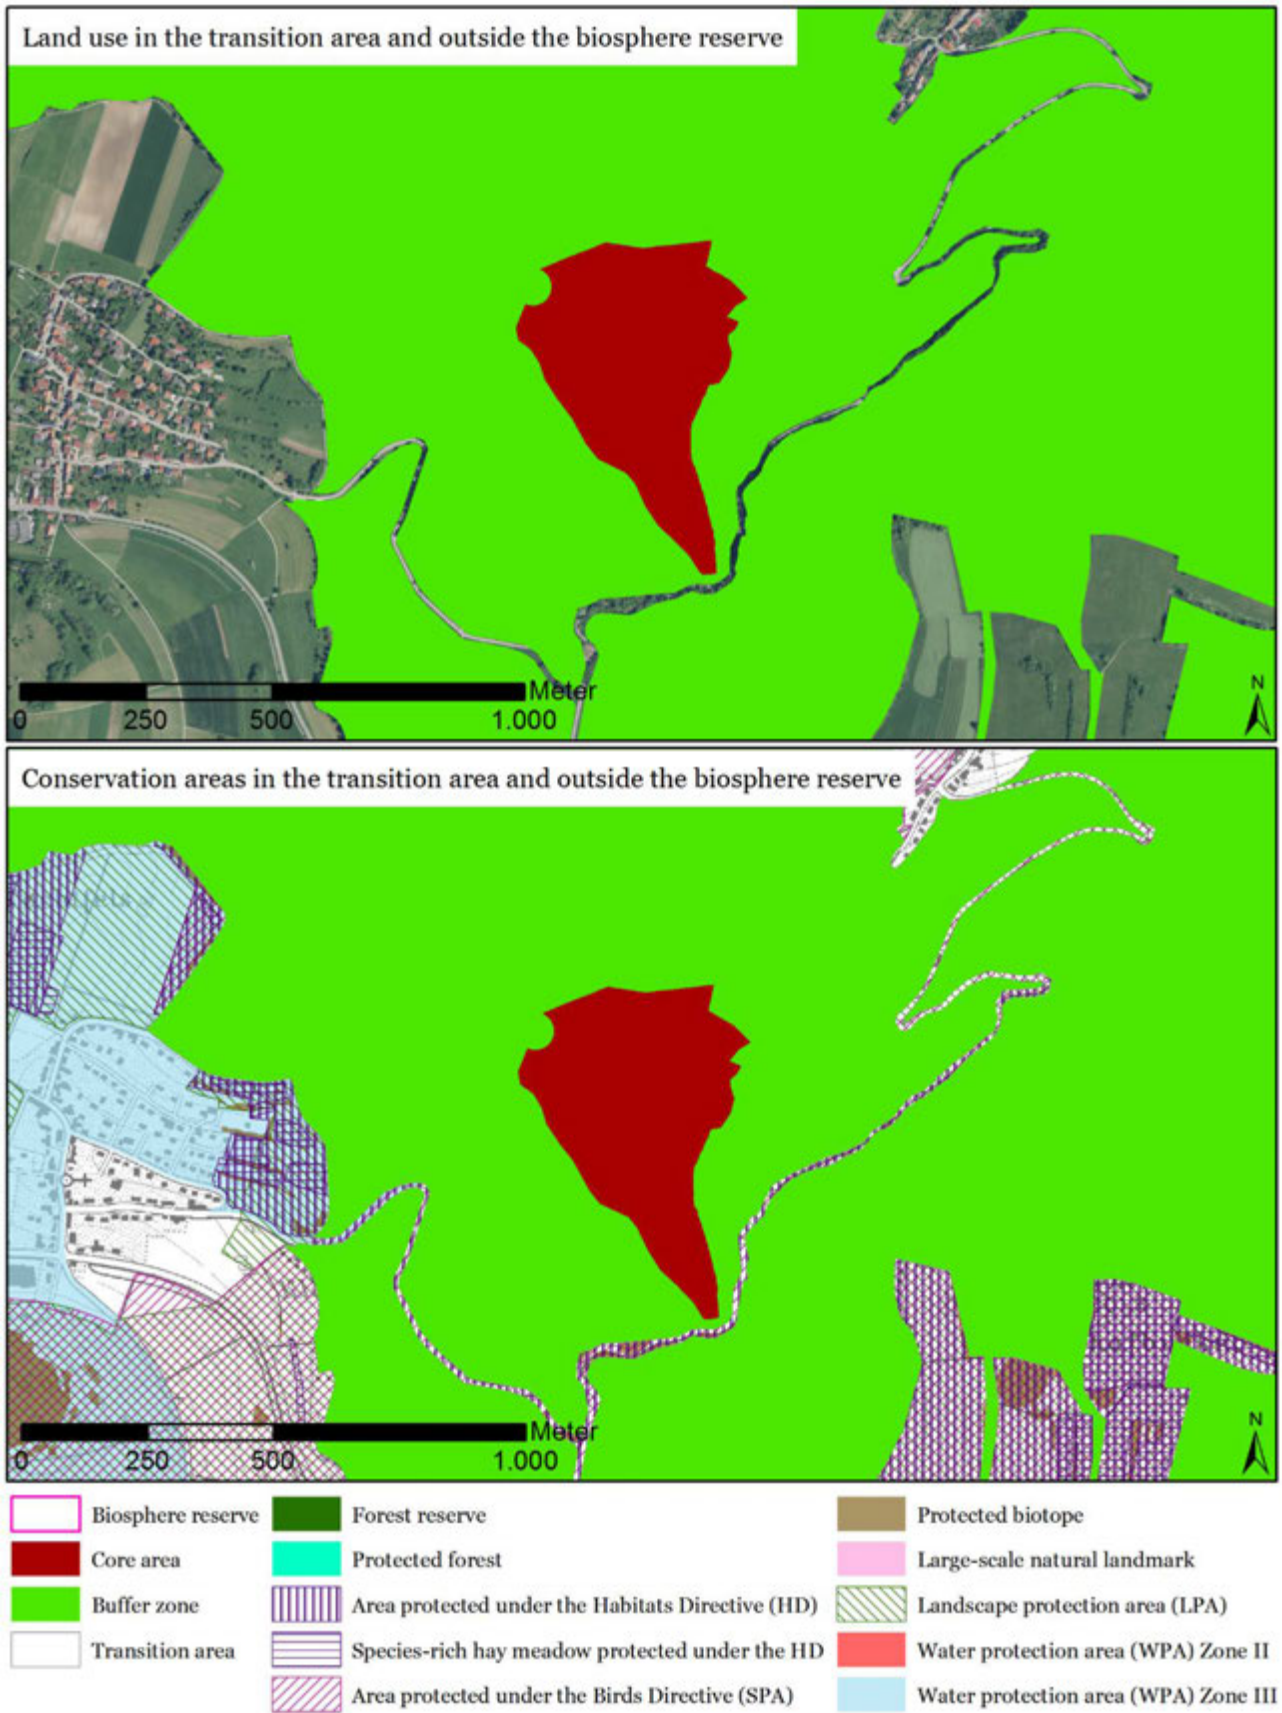 Land use in the transition area and outside the biosphere reserve
N
Meter
0 250 500 1.000
Conservation areas in the transition area and outside the biosphere reserve
N
Meter
0 250 500 1.000
Biosphere reserve
Core area
Buffer zone
Transition area
Forest reserve
Protected forest
Area protected under the Habitats Directive (HD)
Species-rich hay meadow protected under the HD
Area protected under the Birds Directive (SPA)
Protected biotope
Large-scale natural landmark
Landscape protection area (LPA)
Water protection area (WPA) Zone II
Water protection area (WPA) Zone III